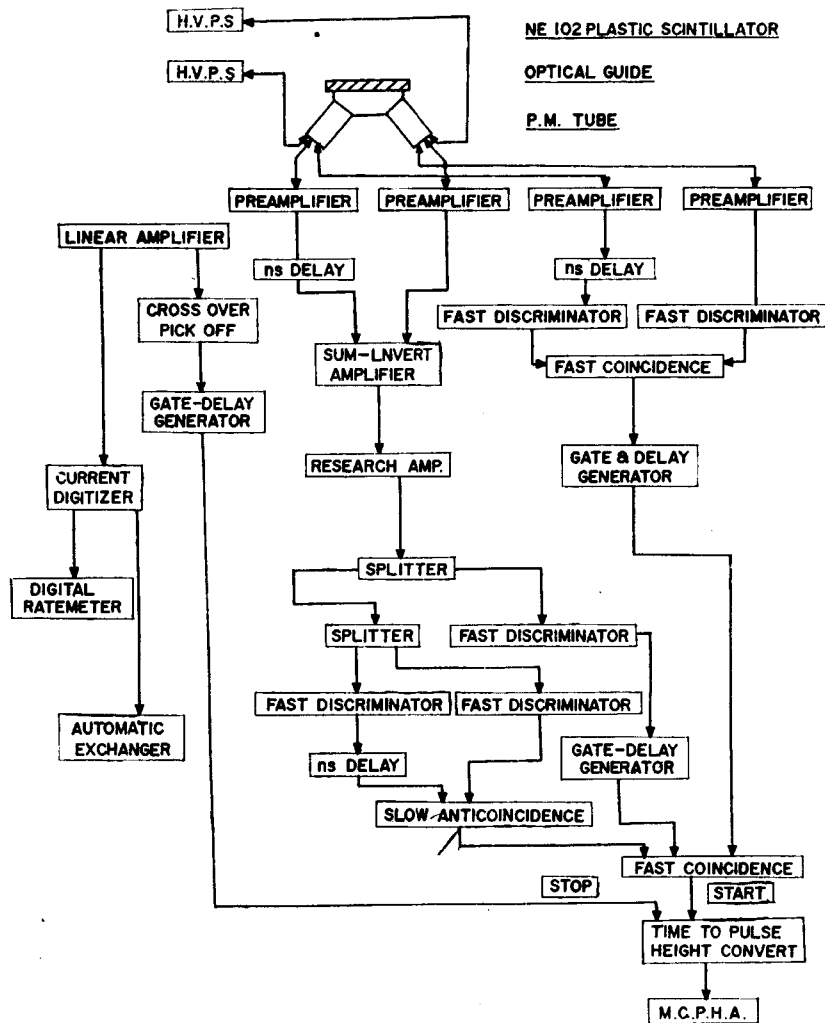 H.V.P.S
NE 102 PLASTIC SCINTILLATOR
H.V.P.S
OPTICAL GUIDE
P.M. TUBE
PREAMPLIFIER
PREAMPLIFIER
PREAMPLIFIER
PREAMPLIFIER
LINEAR AMPLIFIER
ns DELAY
ns DELAY
CROSS OVER
PICK OFF
FAST DISCRIMINATOR
FAST DISCRIMINATOR
SUM-LNVERT
AMPLIFIER
FAST COINCIDENCE
GATE-DELAY
GENERATOR
RESEARCH AMP.
GATE & DELAY
GENERATOR
CURRENT
DIGITIZER
SPLITTER
DIGITAL
RATEMETER
SPLITTER
FAST DISCRIMINATOR
FAST DISCRIMINATOR
FAST DISCRIMINATOR
AUTOMATIC
EXCHANGER
ns DELAY
GATE-DELAY
GENERATOR
SLOW ANTICOINCIDENCE
FAST COINCIDENCE
STOP
START
TIME TO PULSE
HEIGHT CONVERT
M.C.P.H.A.